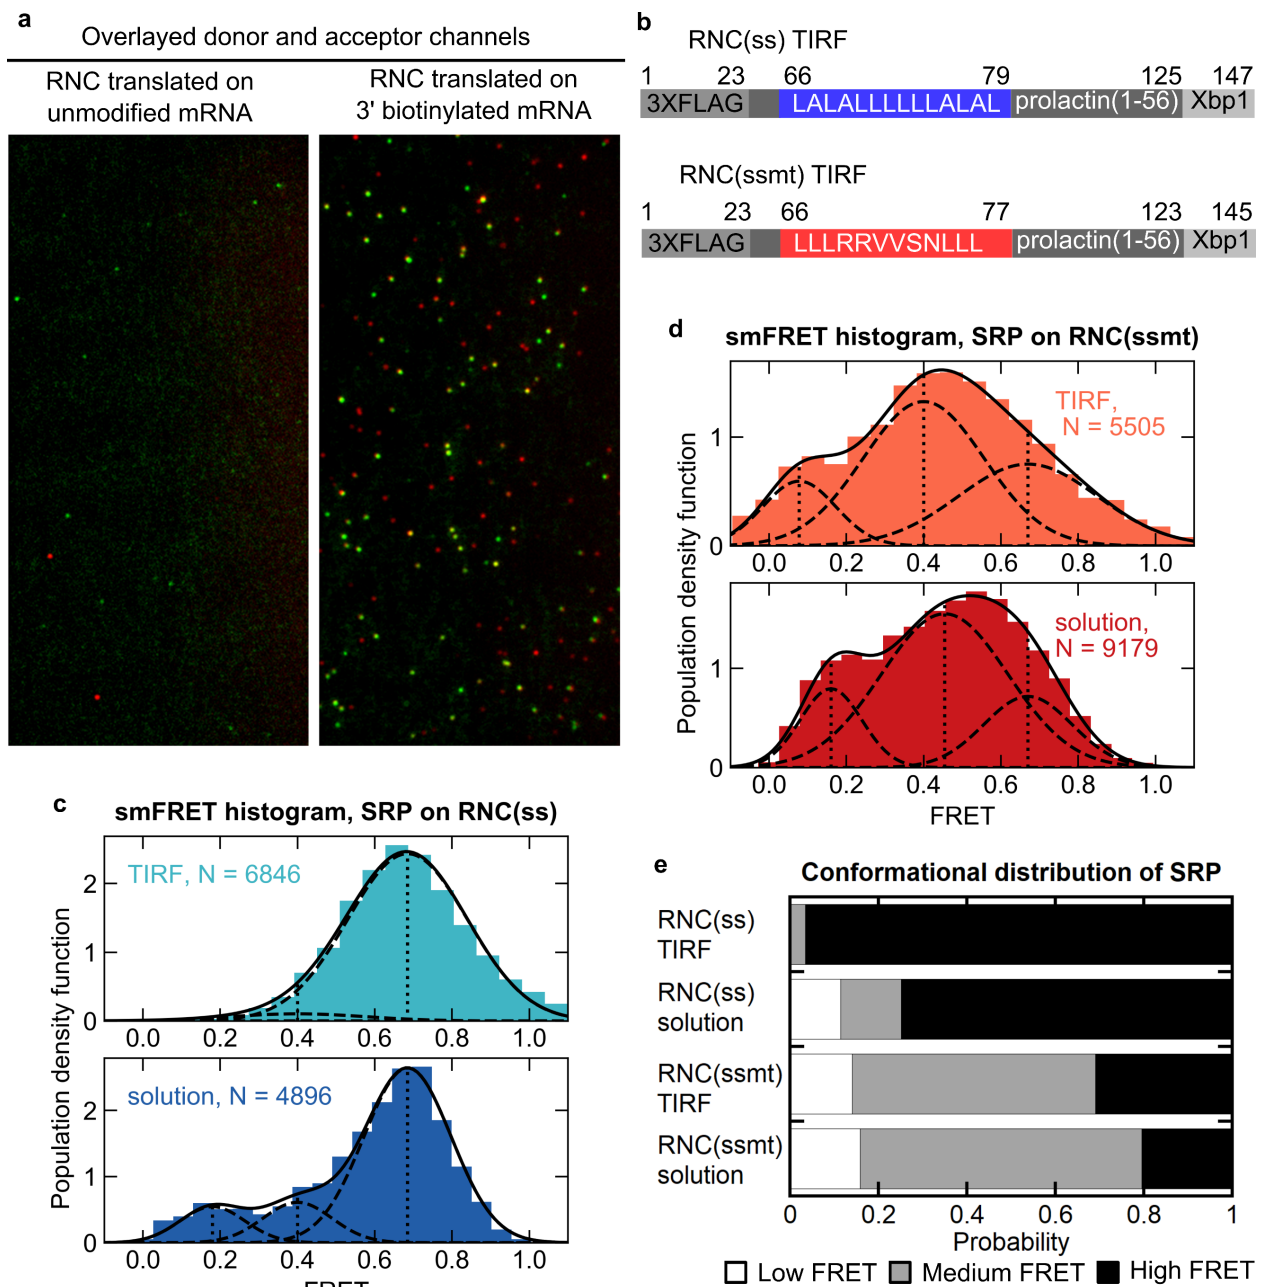 a
Overlayed donor and acceptor channels
RNC translated on
unmodified mRNA
RNC translated on
3' biotinylated mRNA
b
RNC(ss) TIRF
1 23 66 79 125 147
3XFLAG LALALLLLLLALAL prolactin(1-56) Xbp1
RNC(ssmt) TIRF
1 23 66 77 123 145
3XFLAG LLLRRVVSNLLL prolactin(1-56) Xbp1
c
smFRET histogram, SRP on RNC(ss)
TIRF, N = 6846
2
1
0
0.0 0.2 0.4 0.6 0.8 1.0
solution, N = 4896
2
1
0
0.0 0.2 0.4 0.6 0.8 1.0
Population density function
FRET
d
smFRET histogram, SRP on RNC(ssmt)
TIRF,
N = 5505
1
0
0.0 0.2 0.4 0.6 0.8 1.0
solution,
N = 9179
1
0
0.0 0.2 0.4 0.6 0.8 1.0
Population density function
FRET
e
Conformational distribution of SRP
RNC(ss)
TIRF
RNC(ss)
solution
RNC(ssmt)
TIRF
RNC(ssmt)
solution
0 0.2 0.4 0.6 0.8 1
Probability
Low FRET Medium FRET High FRET